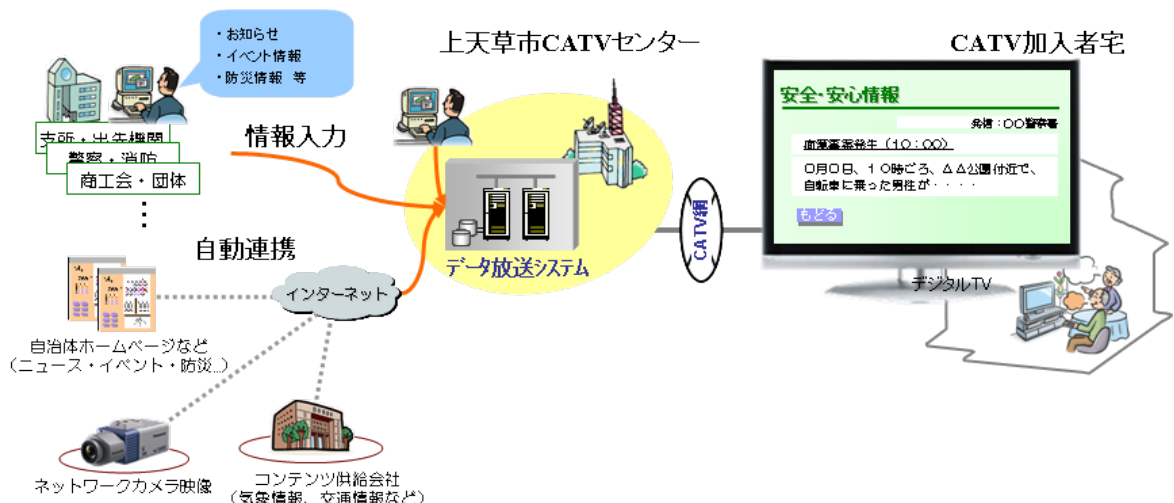 ・お知らせ
・イベント情報
・防災情報 等
支所・出先機関
警察・消防
商工会・団体
情報入力
自動連携
自治体ホームページなど
(ニュース・イベント・防災...)
インターネット
ネットワークカメラ映像
コンテンツ供給会社
(気象情報、交通情報など)
上天草市CATVセンター
データ放送システム
CATV網
CATV加入者宅
安全・安心情報
発信:〇〇警察署
発生(10:00)
〇月〇日、10時ごろ、△△公園付近で、
自転車に乗った男性が・・・・
もどる
デジタルTV